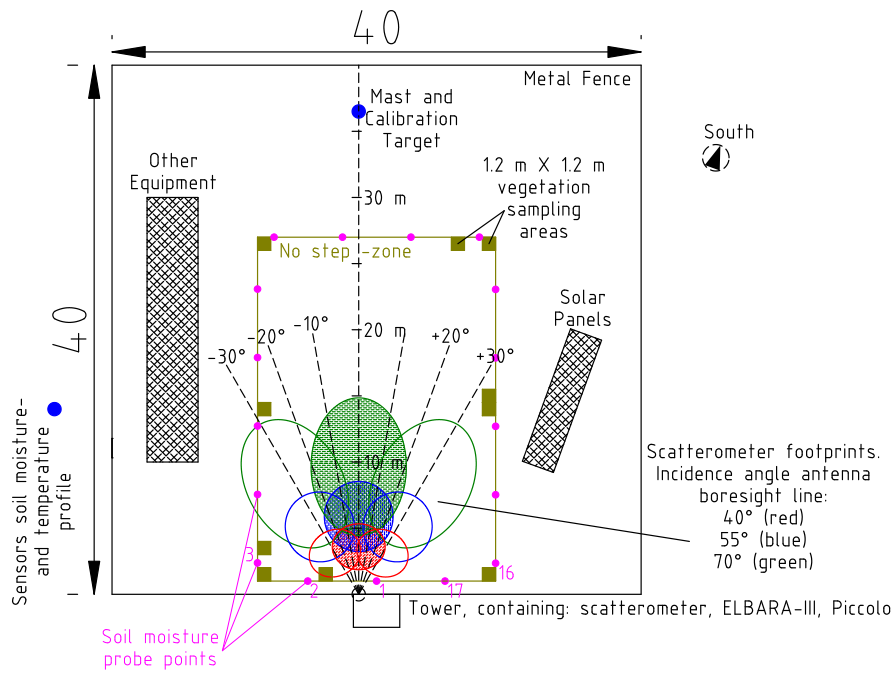 40
Metal Fence
Mast and
Calibration
Target
South
Other
Equipment
1.2 m X 1.2 m
vegetation
sampling
areas
30 m
No step -zone
Solar
Panels
40
20 m
-30°
-20°
-10°
+20°
+30°
10 m
Sensors soil moisture-
and temperature
profile
Scatterometer footprints.
Incidence angle antenna
boresight line:
40° (red)
55° (blue)
70° (green)
3
2
1
17
16
Tower, containing: scatterometer, ELBARA-III, Piccolo
Soil moisture
probe points